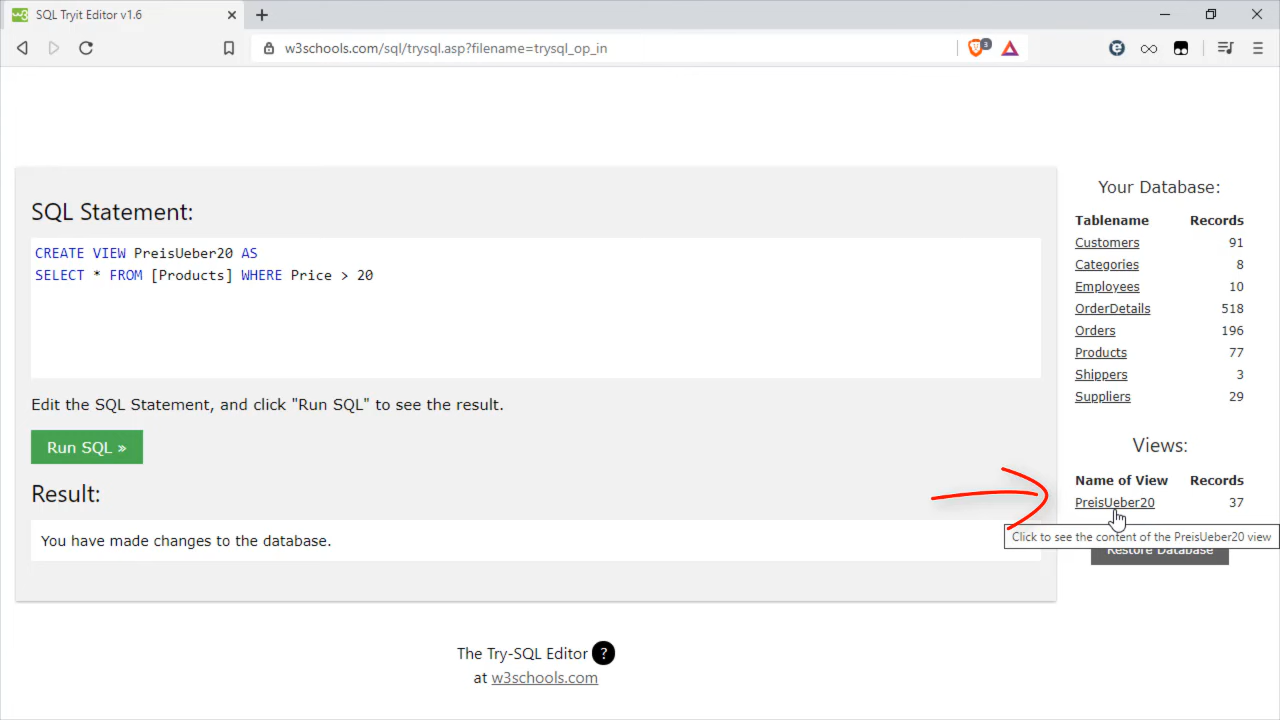 SQL Tryit Editor v1.6
w3schools.com/sql/trysql.asp?filename=trysql_op_in
3
SQL Statement:
CREATE VIEW PreisUeber20 AS
SELECT * FROM [Products] WHERE Price > 20
Edit the SQL Statement, and click "Run SQL" to see the result.
Run SQL »
Result:
You have made changes to the database.
Your Database:
Tablename Records
Customers 91
Categories 8
Employees 10
OrderDetails 518
Orders 196
Products 77
Shippers 3
Suppliers 29
Views:
Name of View Records
PreisUeber20 37
Click to see the content of the PreisUeber20 view
Restore Database
The Try-SQL Editor ?
at w3schools.com